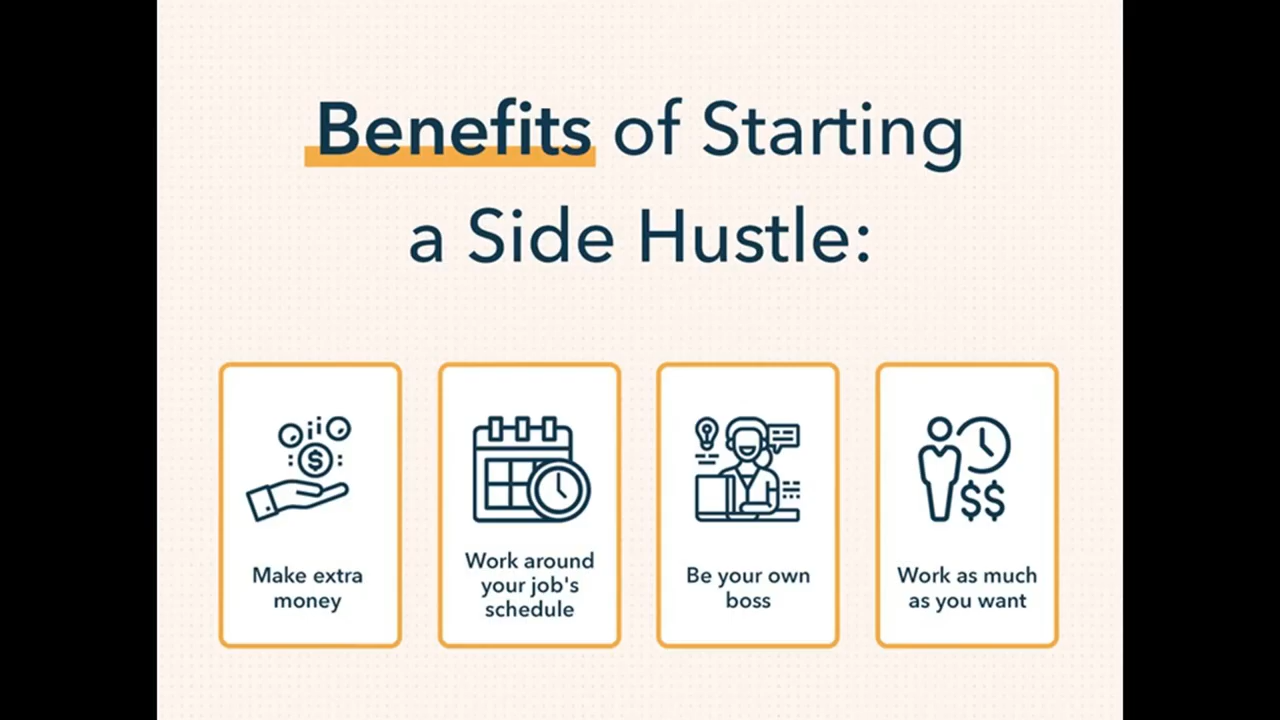 Benefits of Starting
a Side Hustle:
Make extra
money
Work around
your job's
schedule
Be your own
boss
Work as much
as you want